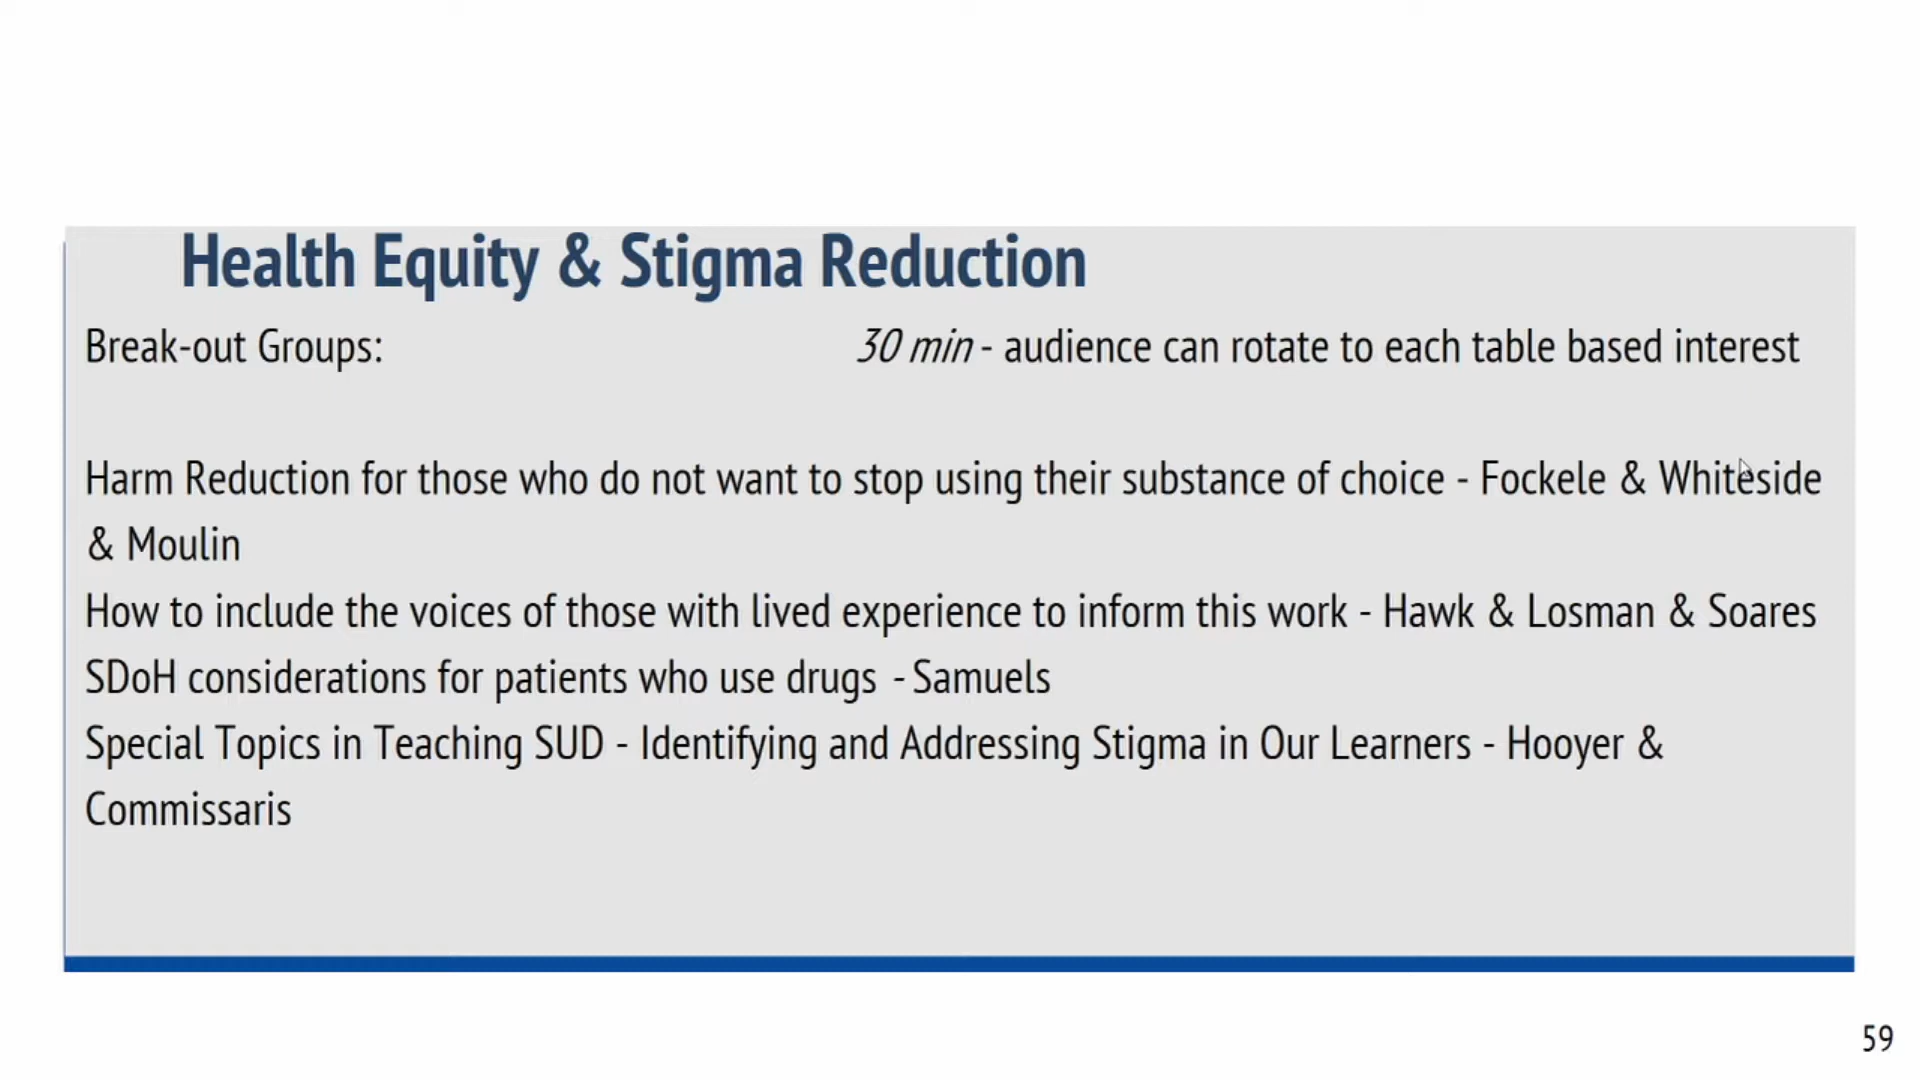 Health Equity & Stigma Reduction
Break-out Groups: 30 min - audience can rotate to each table based interest
Harm Reduction for those who do not want to stop using their substance of choice - Fockele & Whiteside
& Moulin
How to include the voices of those with lived experience to inform this work - Hawk & Losman & Soares
SDoH considerations for patients who use drugs - Samuels
Special Topics in Teaching SUD - Identifying and Addressing Stigma in Our Learners - Hooyer &
Commissaris
59